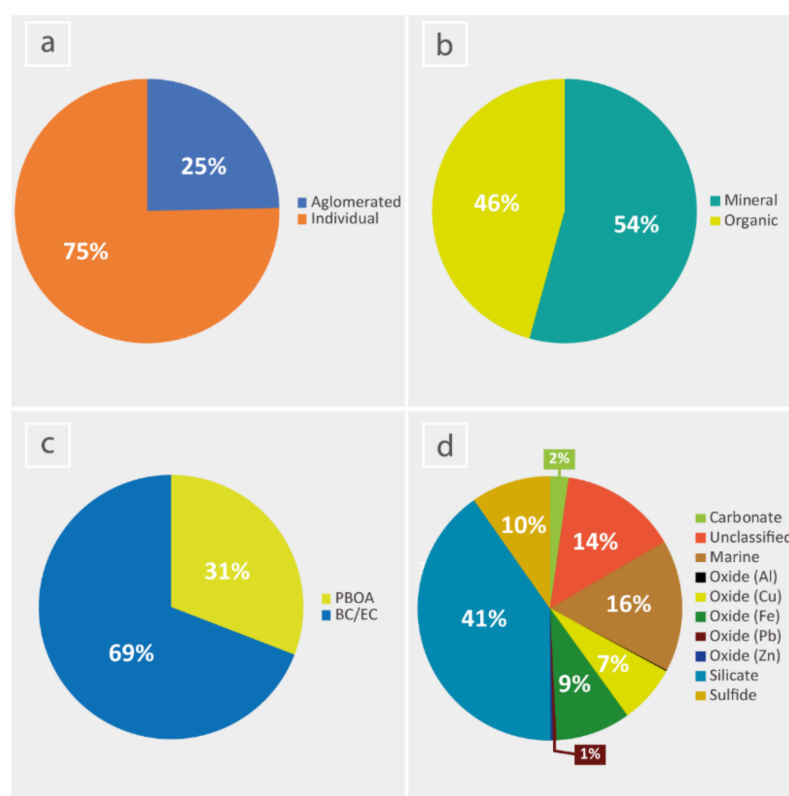 a
25%
75%
Aglomerated
Individual
b
46%
54%
Mineral
Organic
c
31%
69%
PBOA
BC/EC
d
2%
10%
14%
41%
16%
7%
9%
1%
Carbonate
Unclassified
Marine
Oxide (Al)
Oxide (Cu)
Oxide (Fe)
Oxide (Pb)
Oxide (Zn)
Silicate
Sulfide